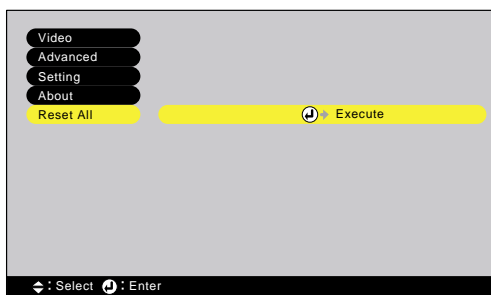 Video
Advanced
Setting
About
Reset All Execute
: Select : Enter